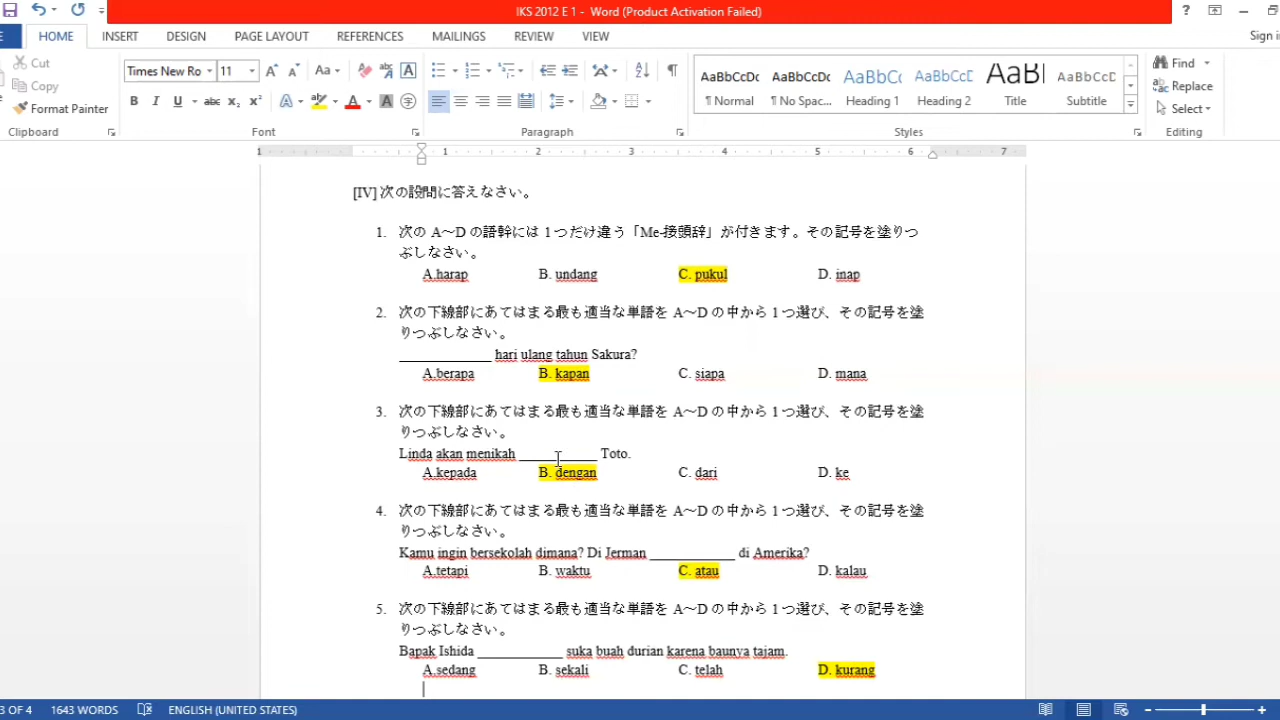 IKS 2012 E 1 - Word (Product Activation Failed)
E HOME INSERT DESIGN PAGE LAYOUT REFERENCES MAILINGS REVIEW VIEW Sign i
Cut
Copy
Format Painter
Clipboard
Times New Ro 11
Font
Paragraph
AaBbCcDc AaBbCcDc AaBbCc AaBbCcC AaB AaBbCcD
¶ Normal ¶ No Spac... Heading 1 Heading 2 Title Subtitle
Styles
Find
Replace
Select
Editing
1 1 2 3 4 5 6 7
[IV] 次の設問に答えなさい。
1. 次の A～D の語幹には 1 つだけ違う「Me-接頭辞」が付きます。その記号を塗りつ
ぶしなさい。
A.harap B. undang C. pukul D. inap
2. 次の下線部にあてはまる最も適当な単語を A～D の中から 1 つ選び、その記号を塗
りつぶしなさい。
_____________ hari ulang tahun Sakura?
A.berapa B. kapan C. siapa D. mana
3. 次の下線部にあてはまる最も適当な単語を A～D の中から 1 つ選び、その記号を塗
りつぶしなさい。
Linda akan menikah ___________ Toto.
A.kepada B. dengan C. dari D. ke
4. 次の下線部にあてはまる最も適当な単語を A～D の中から 1 つ選び、その記号を塗
りつぶしなさい。
Kamu ingin bersekolah dimana? Di Jerman ____________ di Amerika?
A.tetapi B. waktu C. atau D. kalau
5. 次の下線部にあてはまる最も適当な単語を A～D の中から 1 つ選び、その記号を塗
りつぶしなさい。
Bapak Ishida ____________ suka buah durian karena baunya tajam.
A.sedang B. sekali C. telah D. kurang
3 OF 4 1643 WORDS ENGLISH (UNITED STATES)